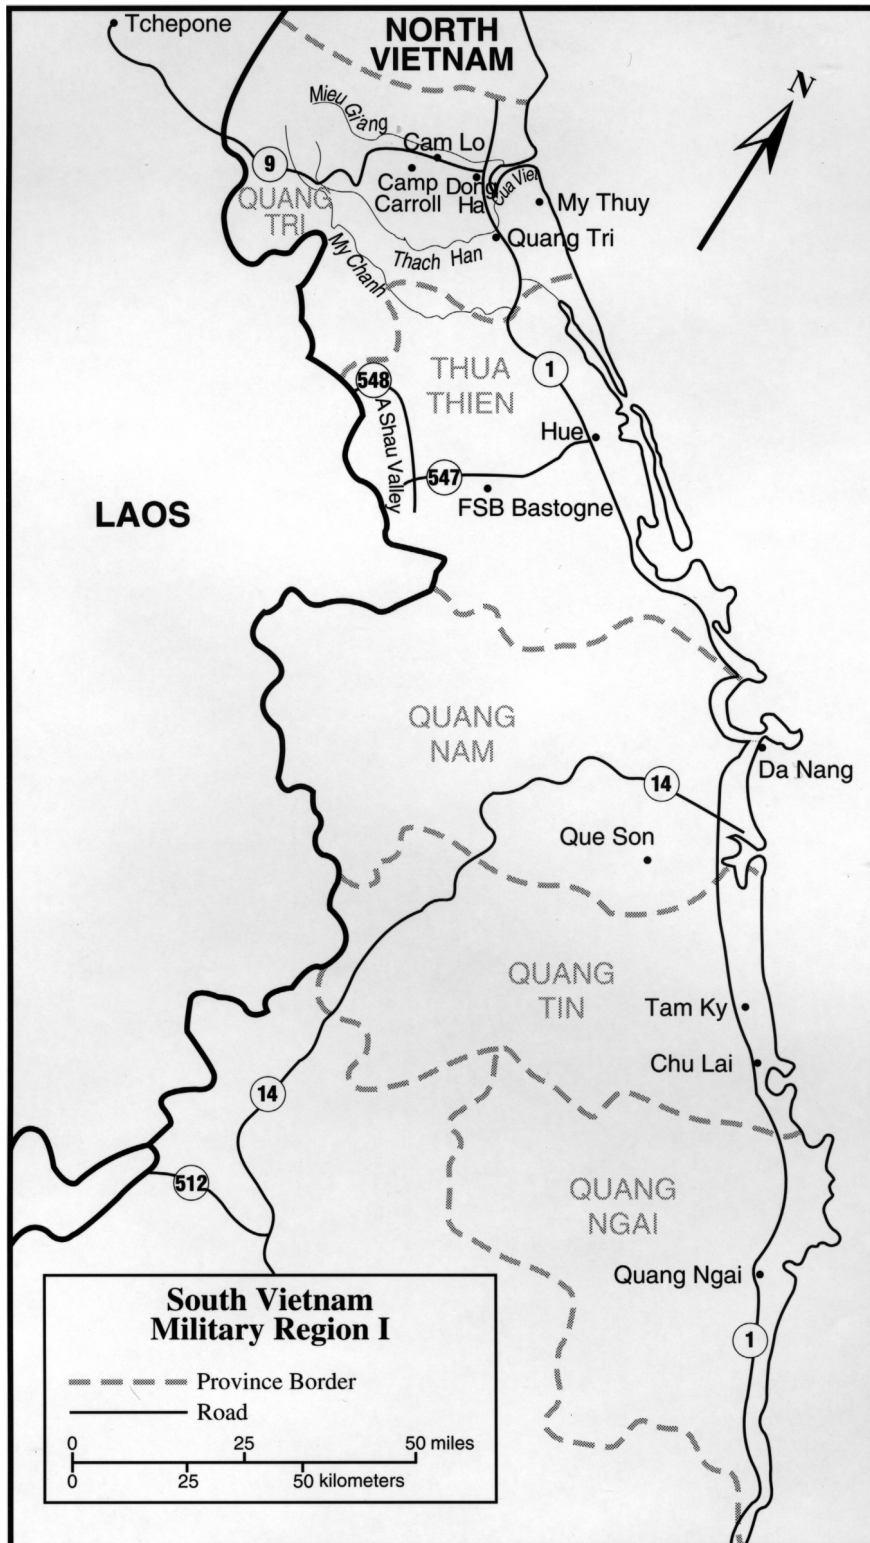 Tchepone
NORTH
VIETNAM
N
Mieu Giang
Cam Lo
9
QUANG
TRI
Camp
Carroll
Dong
Ha
Cua Viet
My Thuy
Quang Tri
Thach Han
My Chanh
THUA
THIEN
1
548
A Shau Valley
Hue
547
FSB Bastogne
LAOS
QUANG
NAM
Da Nang
14
Que Son
QUANG
TIN
Tam Ky
Chu Lai
14
512
QUANG
NGAI
Quang Ngai
1
South Vietnam
Military Region I
Province Border
Road
0 25 50 miles
0 25 50 kilometers